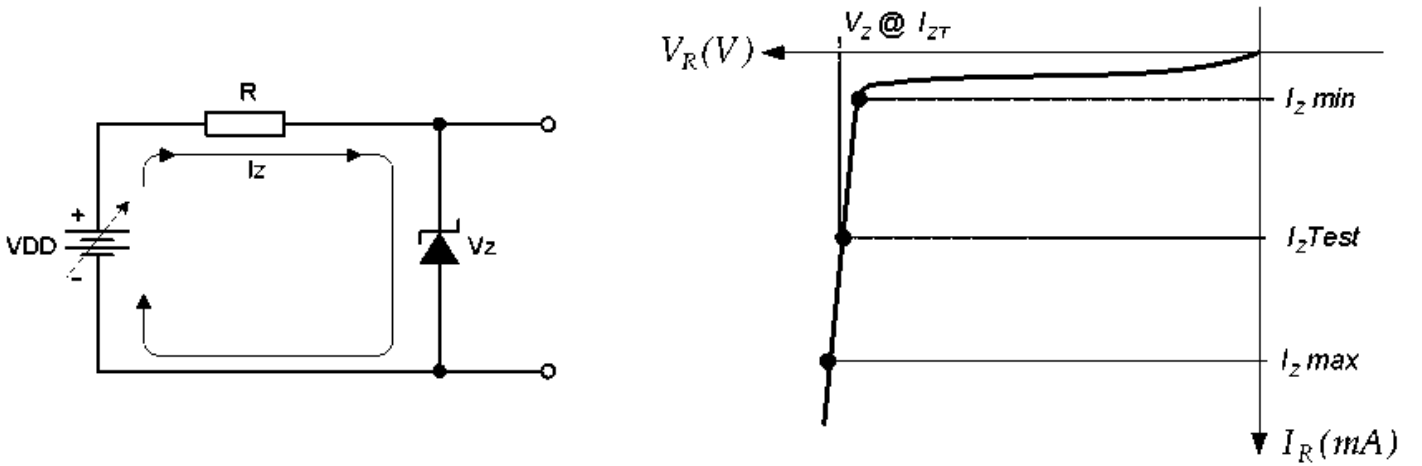 R
Iz
+
VDD
-
Vz
VZ @ IZT
VR(V)
IZ min
IZTest
IZ max
IR(mA)